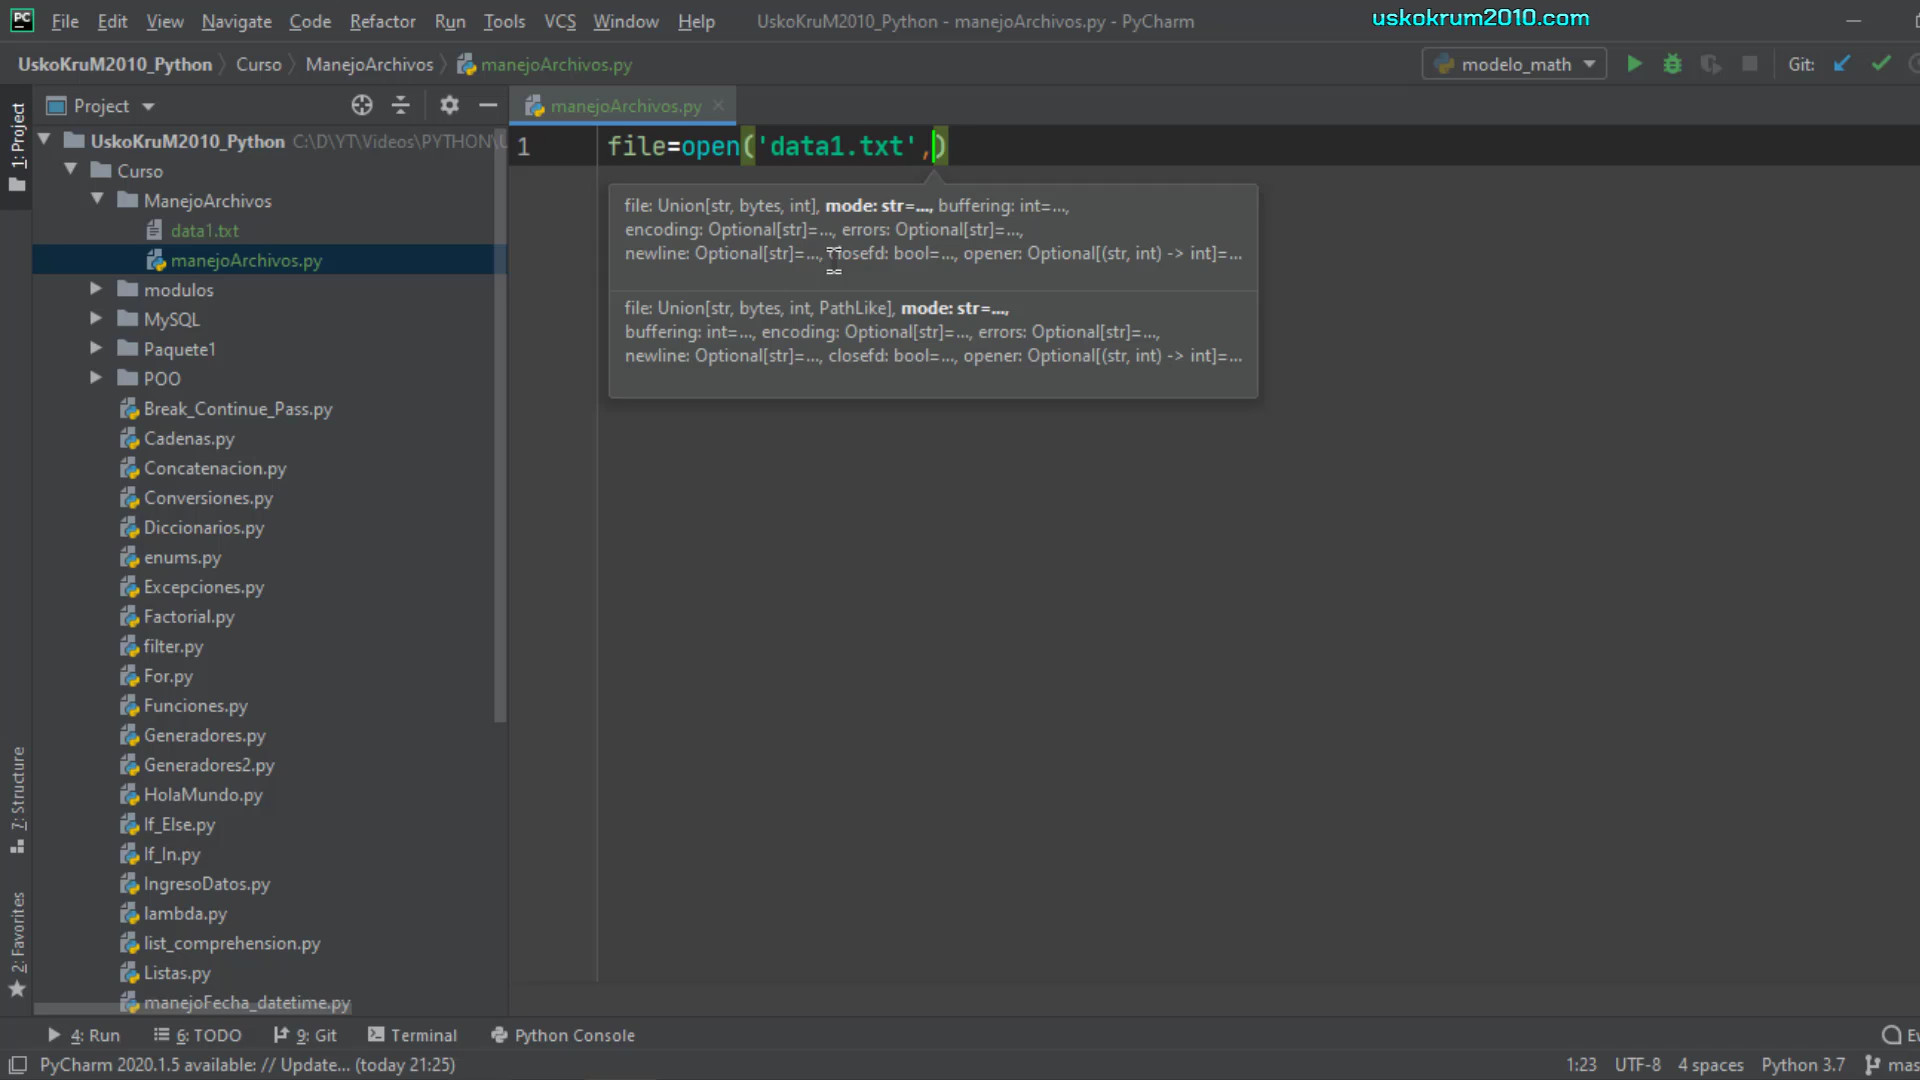 PC File Edit View Navigate Code Refactor Run Tools VCS Window Help UskoKruM2010_Python - manejoArchivos.py - PyCharm uskokrum2010.com
UskoKruM2010_Python Curso ManejoArchivos manejoArchivos.py modelo_math Git:
1: Project
Project
manejoArchivos.py
UskoKruM2010_Python C:\D\YT\Videos\PYTHON\
Curso
ManejoArchivos
data1.txt
manejoArchivos.py
modulos
MySQL
Paquete1
POO
Break_Continue_Pass.py
Cadenas.py
Concatenacion.py
Conversiones.py
Diccionarios.py
enums.py
Excepciones.py
Factorial.py
filter.py
For.py
Funciones.py
Generadores.py
Generadores2.py
HolaMundo.py
If_Else.py
If_In.py
IngresoDatos.py
lambda.py
list_comprehension.py
Listas.py
manejoFecha_datetime.py
1 file=open('data1.txt',)
file: Union[str, bytes, int], mode: str=..., buffering: int=...,
encoding: Optional[str]=..., errors: Optional[str]=...,
newline: Optional[str]=..., closefd: bool=..., opener: Optional[(str, int) -> int]=...
file: Union[str, bytes, int, PathLike], mode: str=...,
buffering: int=..., encoding: Optional[str]=..., errors: Optional[str]=...,
newline: Optional[str]=..., closefd: bool=..., opener: Optional[(str, int) -> int]=...
7: Structure
2: Favorites
4: Run 6: TODO 9: Git Terminal Python Console Ev
PyCharm 2020.1.5 available: // Update... (today 21:25) 1:23 UTF-8 4 spaces Python 3.7 mas